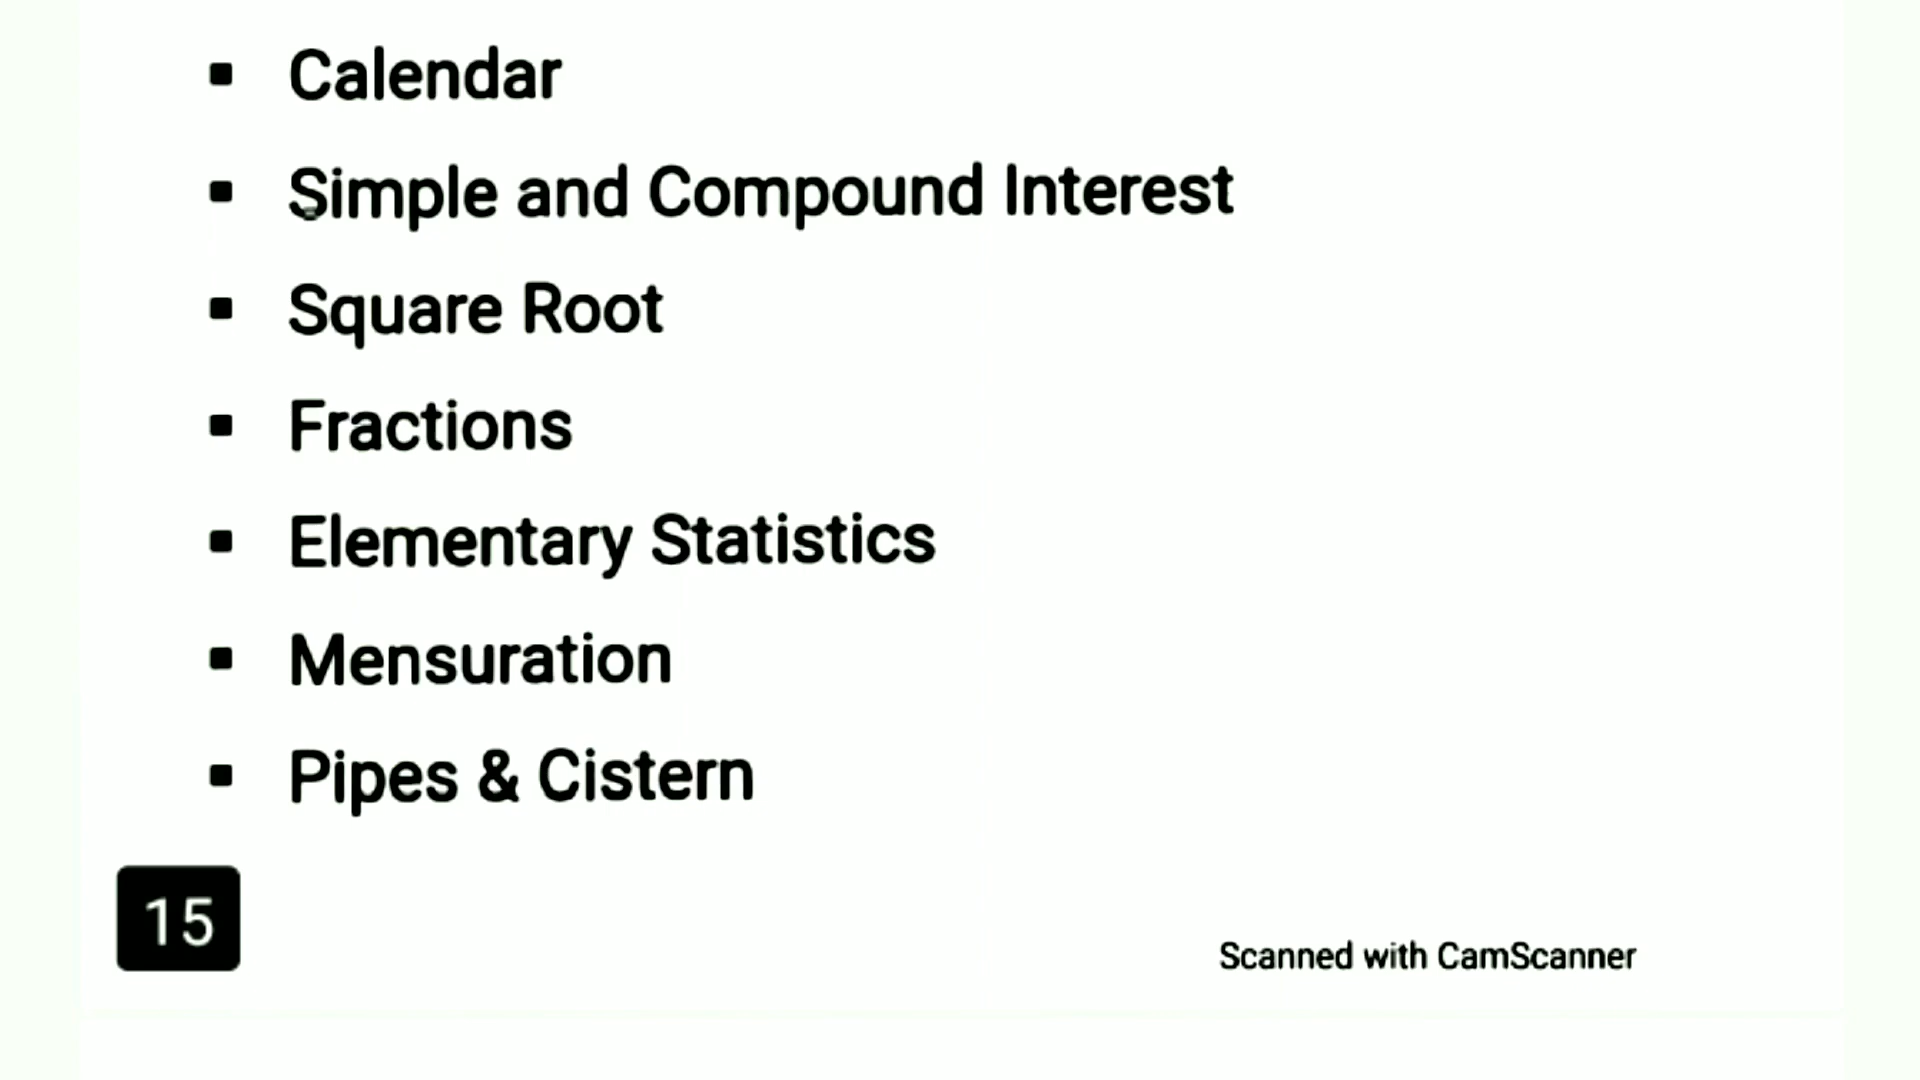 ▪ Calendar
▪ Simple and Compound Interest
▪ Square Root
▪ Fractions
▪ Elementary Statistics
▪ Mensuration
▪ Pipes & Cistern
15
Scanned with CamScanner